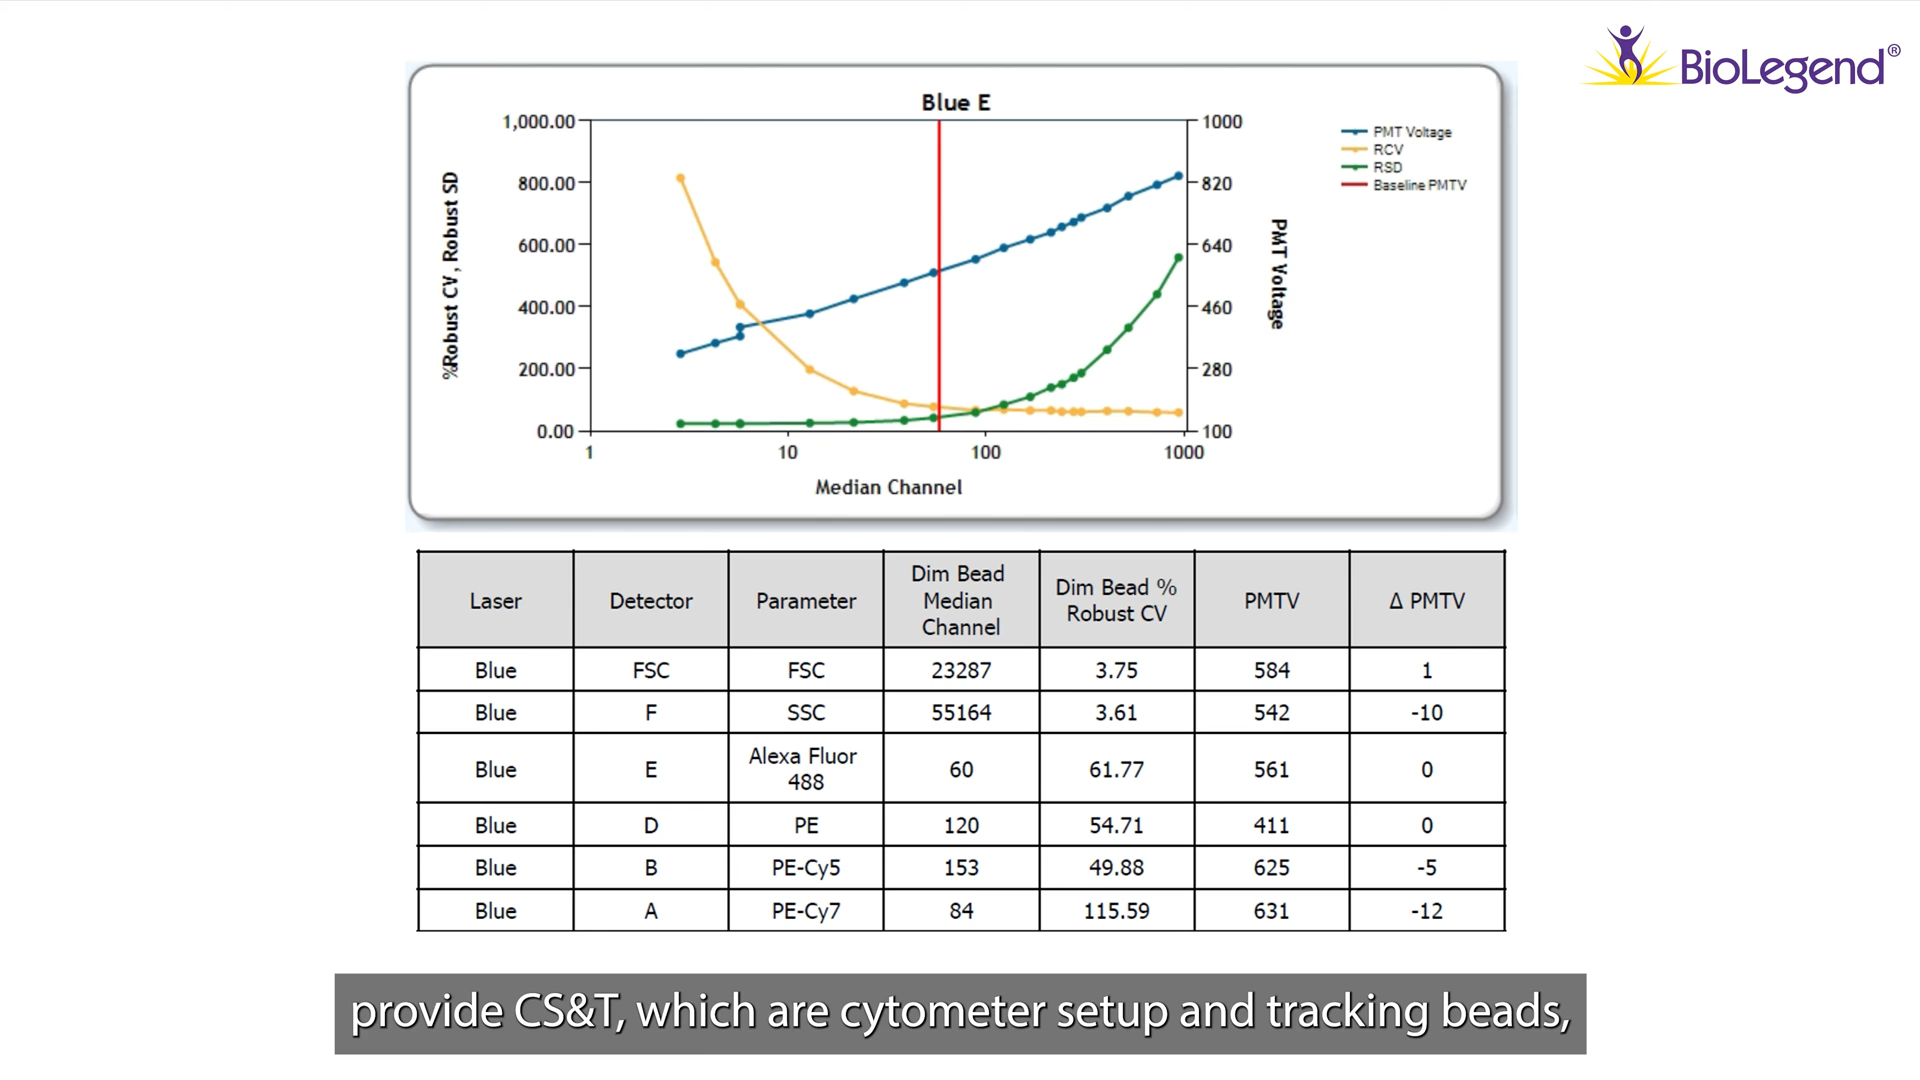 BioLegend®
Blue E
1,000.00
800.00
600.00
400.00
200.00
0.00
%Robust CV, Robust SD
1000
820
640
460
280
100
PMT Voltage
1 10 100 1000
Median Channel
PMT Voltage
RCV
RSD
Baseline PMTV
Laser Detector Parameter Dim Bead Median Channel Dim Bead % Robust CV PMTV Δ PMTV
Blue FSC FSC 23287 3.75 584 1
Blue F SSC 55164 3.61 542 -10
Blue E Alexa Fluor 488 60 61.77 561 0
Blue D PE 120 54.71 411 0
Blue B PE-Cy5 153 49.88 625 -5
Blue A PE-Cy7 84 115.59 631 -12
provide CS&T, which are cytometer setup and tracking beads,